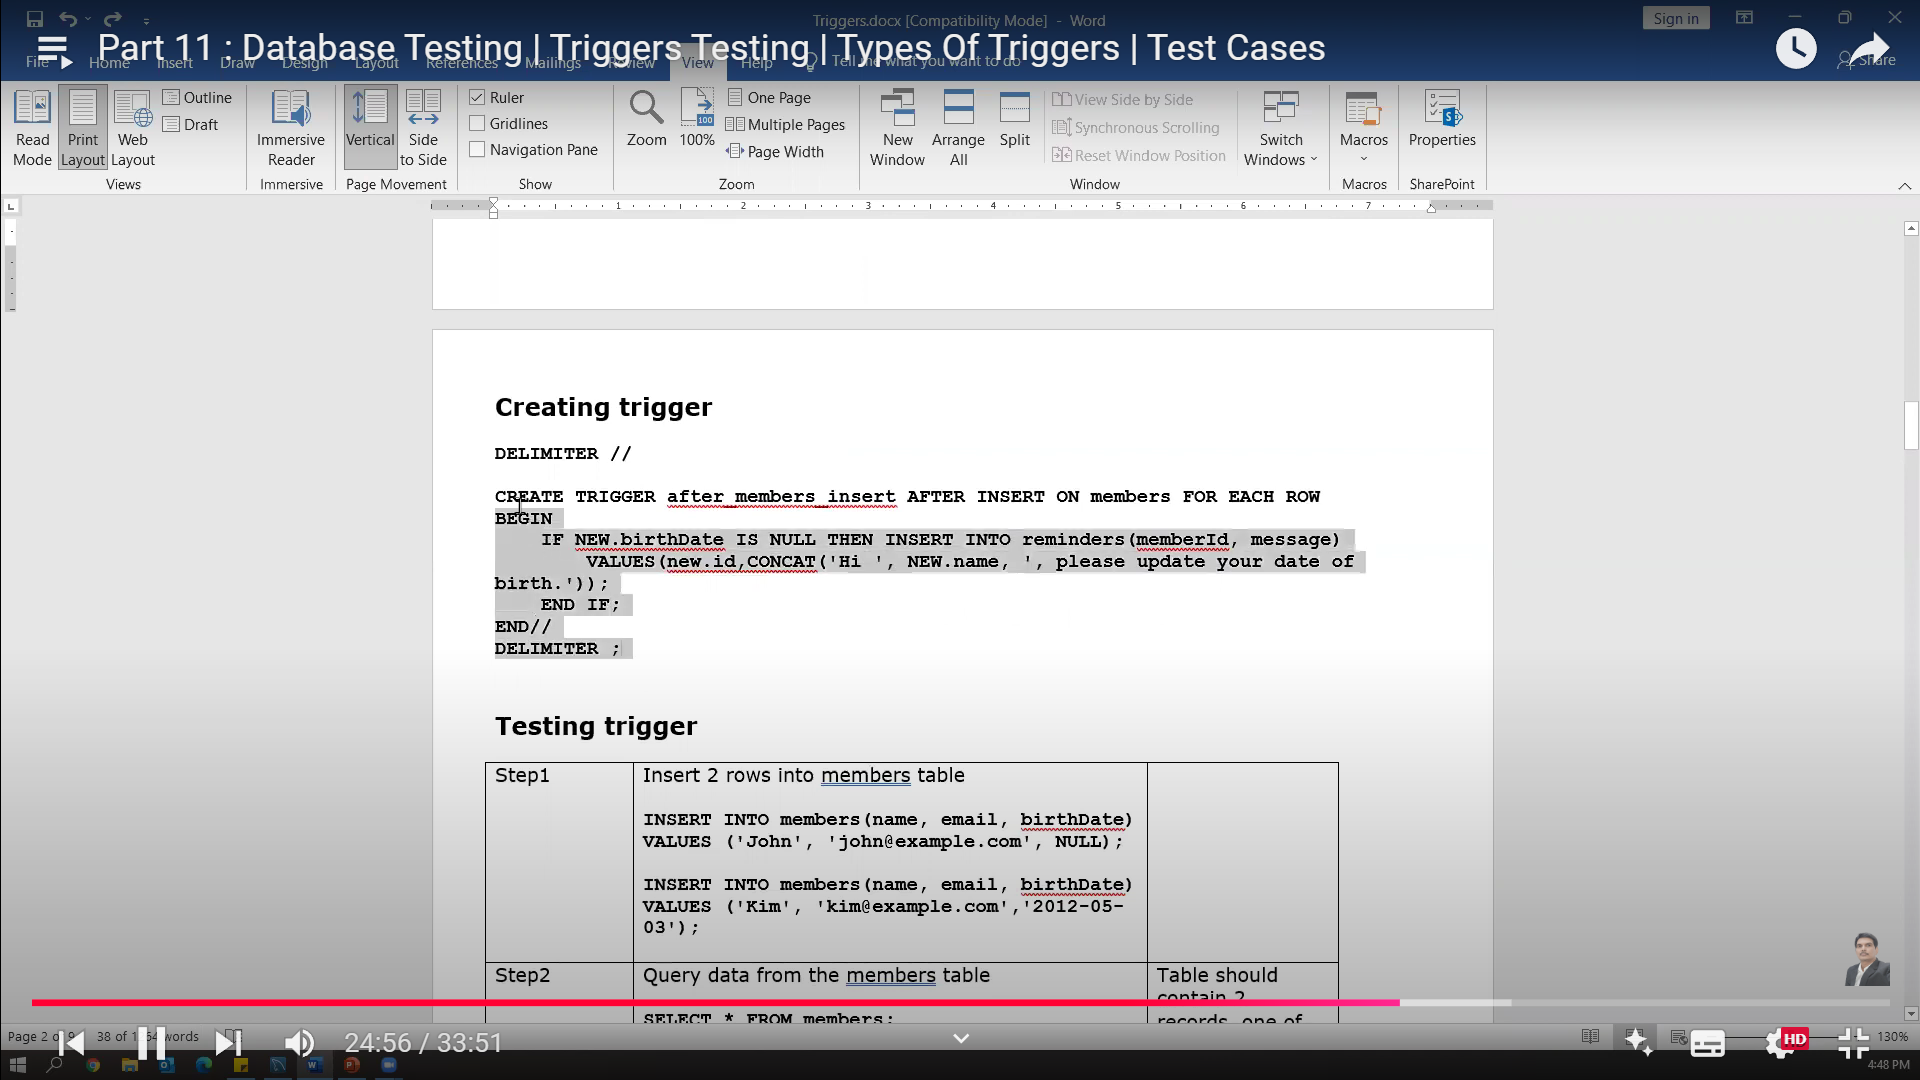 Triggers.docx [Compatibility Mode] - Word
Sign in
Part 11 : Database Testing | Triggers Testing | Types Of Triggers | Test Cases
File Home Insert Draw Design Layout References Mailings Review View Help Tell me what you want to do Share
Read Mode
Print Layout
Web Layout
Outline
Draft
Views
Immersive Reader
Immersive
Vertical
Side to Side
Page Movement
Ruler
Gridlines
Navigation Pane
Show
Zoom
100
100%
One Page
Multiple Pages
Page Width
Zoom
New Window
Arrange All
Split
View Side by Side
Synchronous Scrolling
Reset Window Position
Switch Windows
Window
Macros
Macros
Properties
SharePoint
1 2 3 4 5 6 7
Creating trigger
DELIMITER //
CREATE TRIGGER after_members_insert AFTER INSERT ON members FOR EACH ROW
BEGIN
IF NEW.birthDate IS NULL THEN INSERT INTO reminders(memberId, message)
VALUES(new.id,CONCAT('Hi ', NEW.name, ', please update your date of
birth.'));
END IF;
END//
DELIMITER ;
Testing trigger
Step1
Insert 2 rows into members table
INSERT INTO members(name, email, birthDate)
VALUES ('John', 'john@example.com', NULL);
INSERT INTO members(name, email, birthDate)
VALUES ('Kim', 'kim@example.com','2012-05-
03');
Step2
Query data from the members table
SELECT * FROM members;
Table should
contain 2
records, one of
Page 2 of 38 of words
24:56 / 33:51
HD
130%
4:48 PM